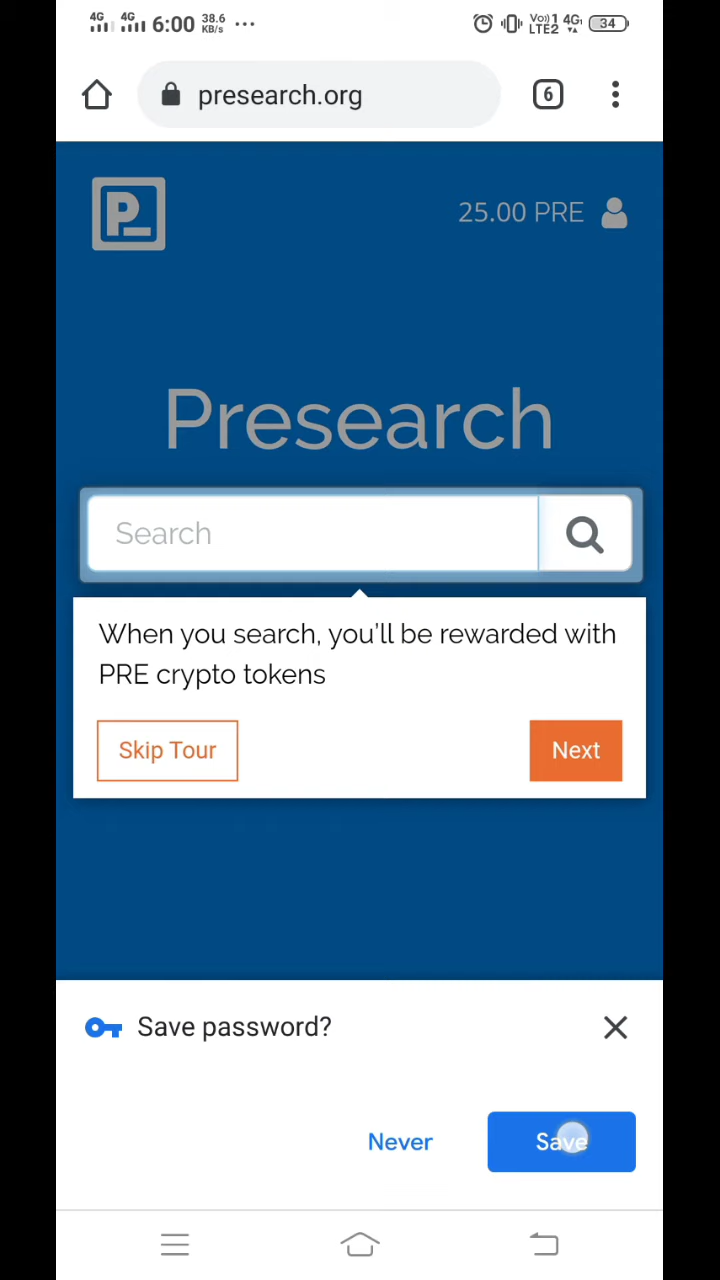 4G 4G 6:00 38.6 KB/s ... Vo) 1 LTE2 4G 34
presearch.org 6
P_ 25.00 PRE
Presearch
Search
When you search, you'll be rewarded with
PRE crypto tokens
Skip Tour Next
Save password?
Never Save